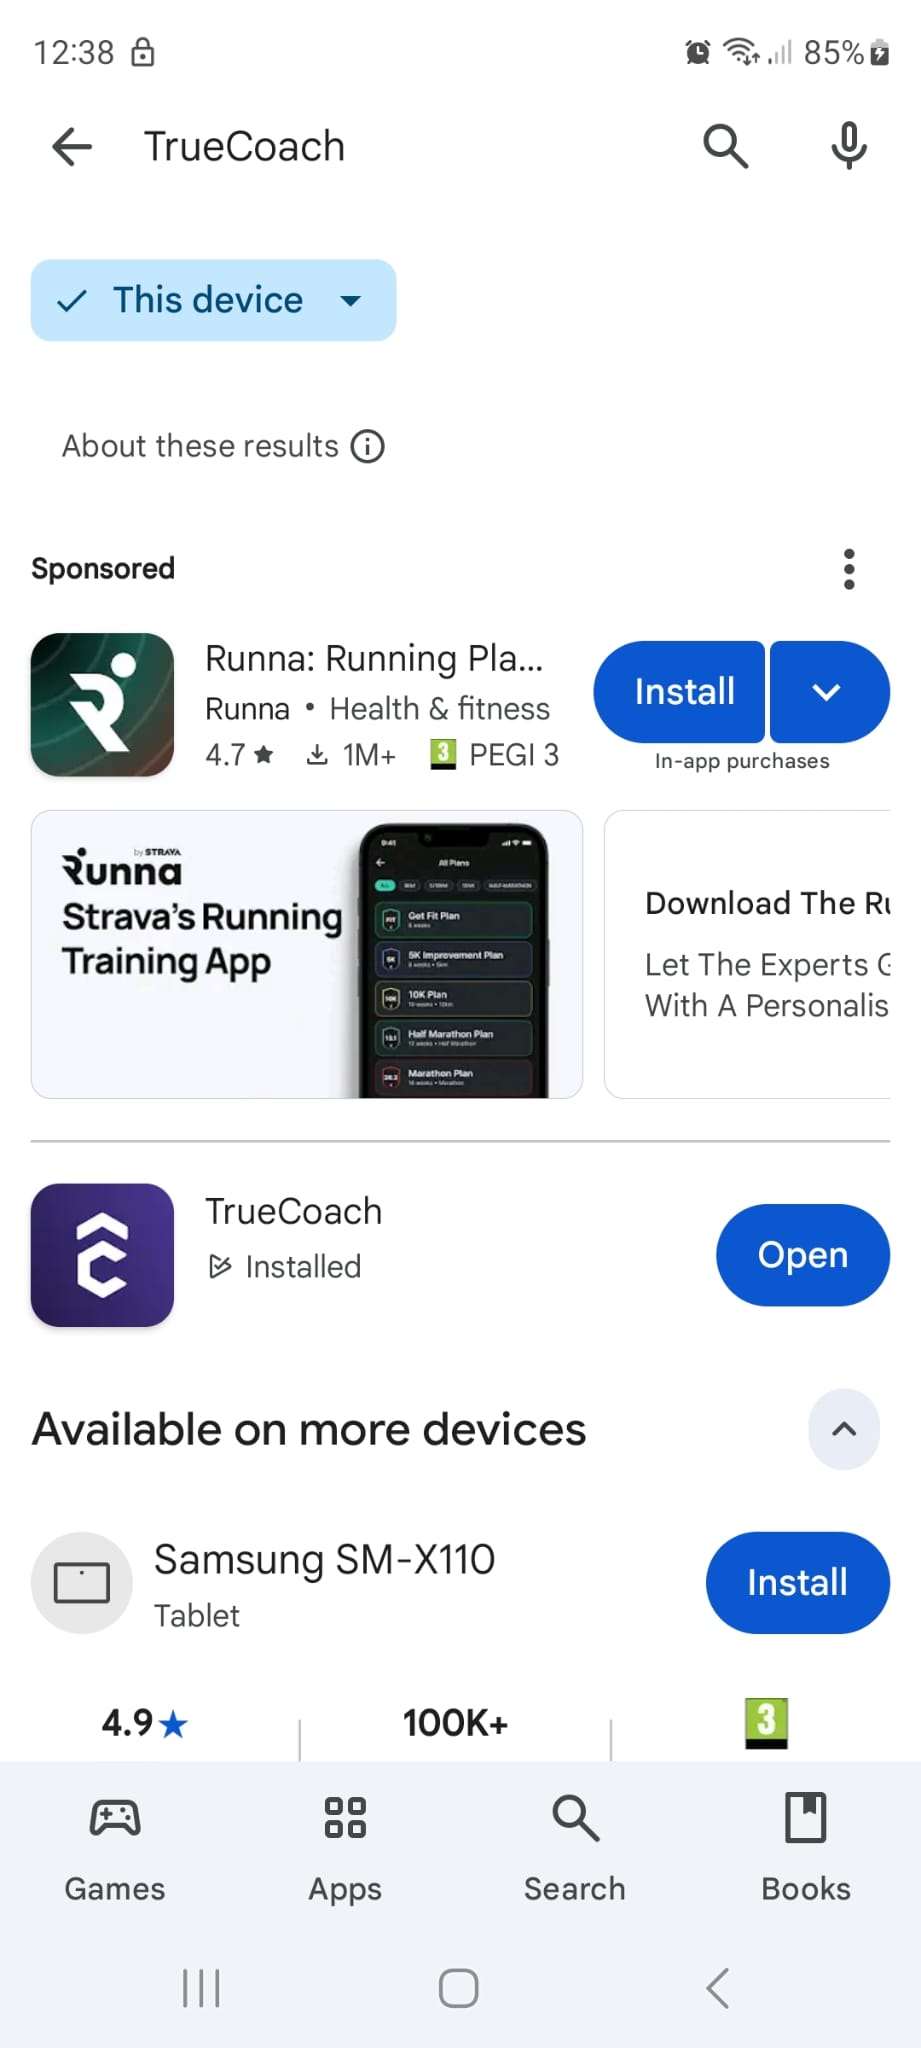 12:38
85%
TrueCoach
This device
About these results
Sponsored
Runna: Running Pla...
Runna • Health & fitness
4.7 ★ 1M+ 3 PEGI 3
Install
In-app purchases
by STRAVA
Runna
Strava's Running
Training App
9:41
All Plans
ALL
HALF-MARATHON
Get Fit Plan
5K Improvement Plan
10K Plan
Half Marathon Plan
Marathon Plan
Download The Ru
Let The Experts G
With A Personalis
TrueCoach
Installed
Open
Available on more devices
Samsung SM-X110
Tablet
Install
4.9★
100K+
3
Games
Apps
Search
Books